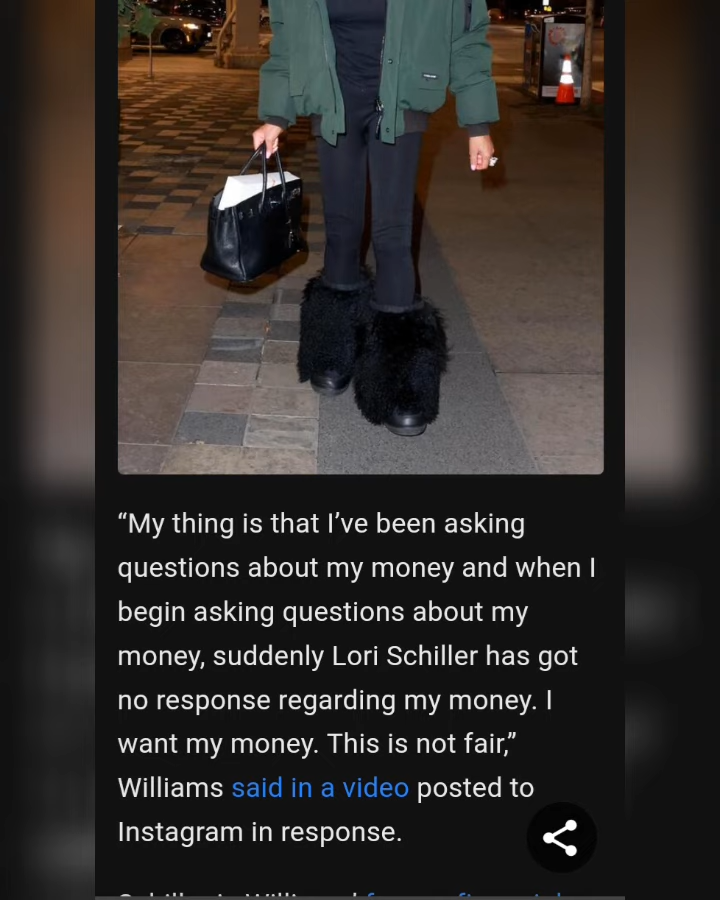 “My thing is that I’ve been asking
questions about my money and when I
begin asking questions about my
money, suddenly Lori Schiller has got
no response regarding my money. I
want my money. This is not fair,”
Williams said in a video posted to
Instagram in response.